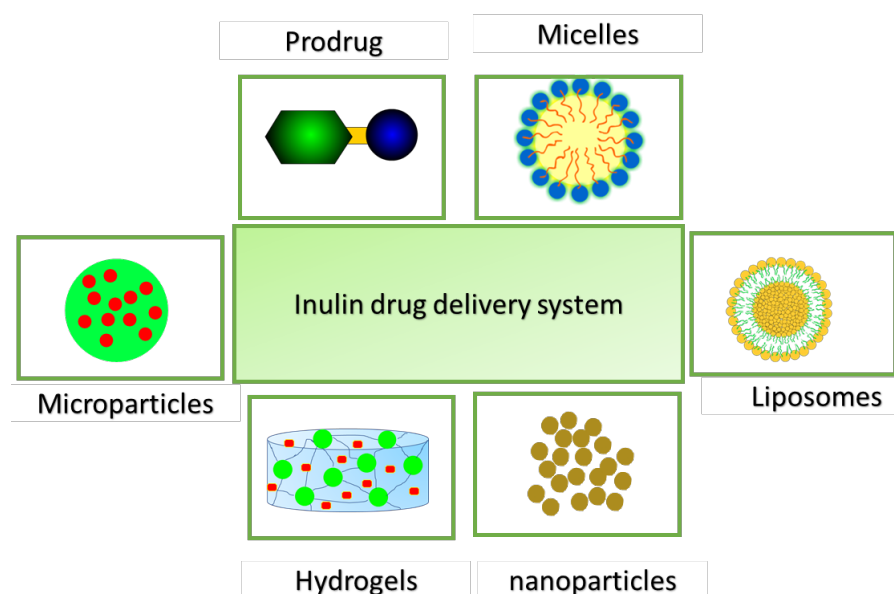 Prodrug
Micelles
Inulin drug delivery system
Microparticles
Liposomes
Hydrogels
nanoparticles